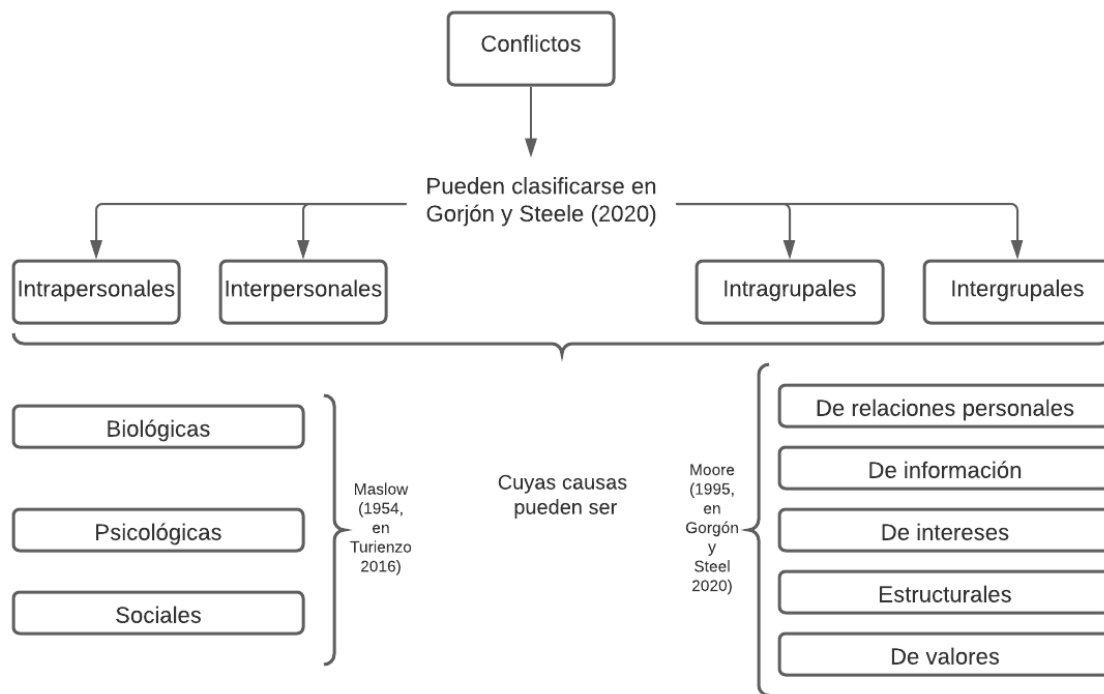 Conflictos
Pueden clasificarse en
Gorjón y Steele (2020)
Intrapersonales
Interpersonales
Intragrupales
Intergrupales
Biológicas
Psicológicas
Sociales
Maslow
(1954,
en
Turienzo
2016)
Cuyas causas
pueden ser
Moore
(1995,
en
Gorgón
y
Steel
2020)
De relaciones personales
De información
De intereses
Estructurales
De valores